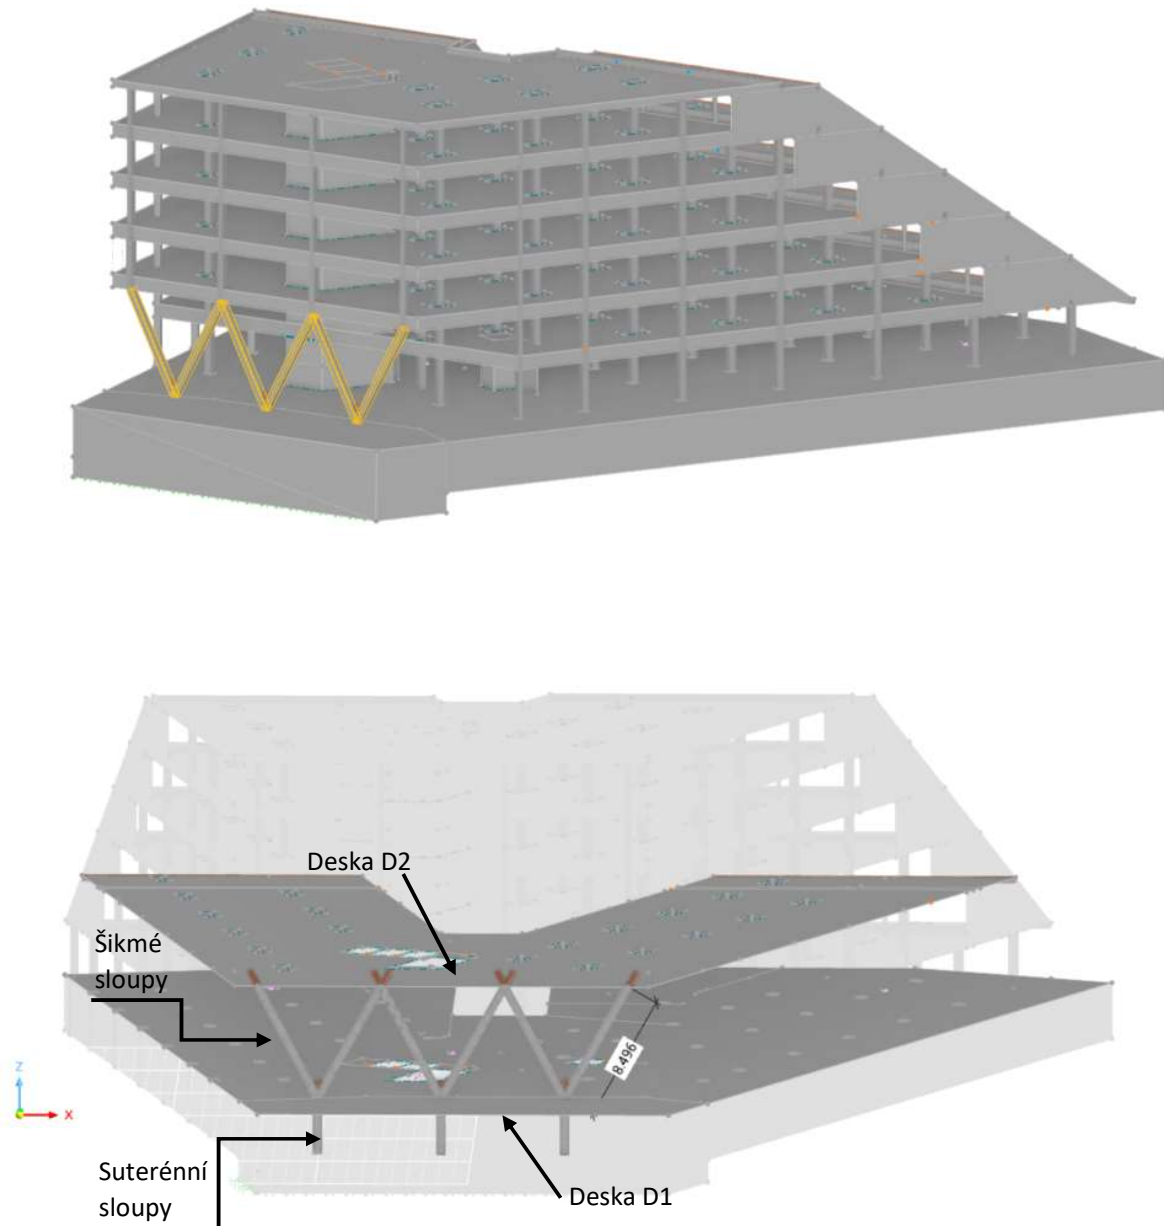 Deska D2
Šikmé
sloupy
8.496
Z
X
Suterénní
sloupy
Deska D1